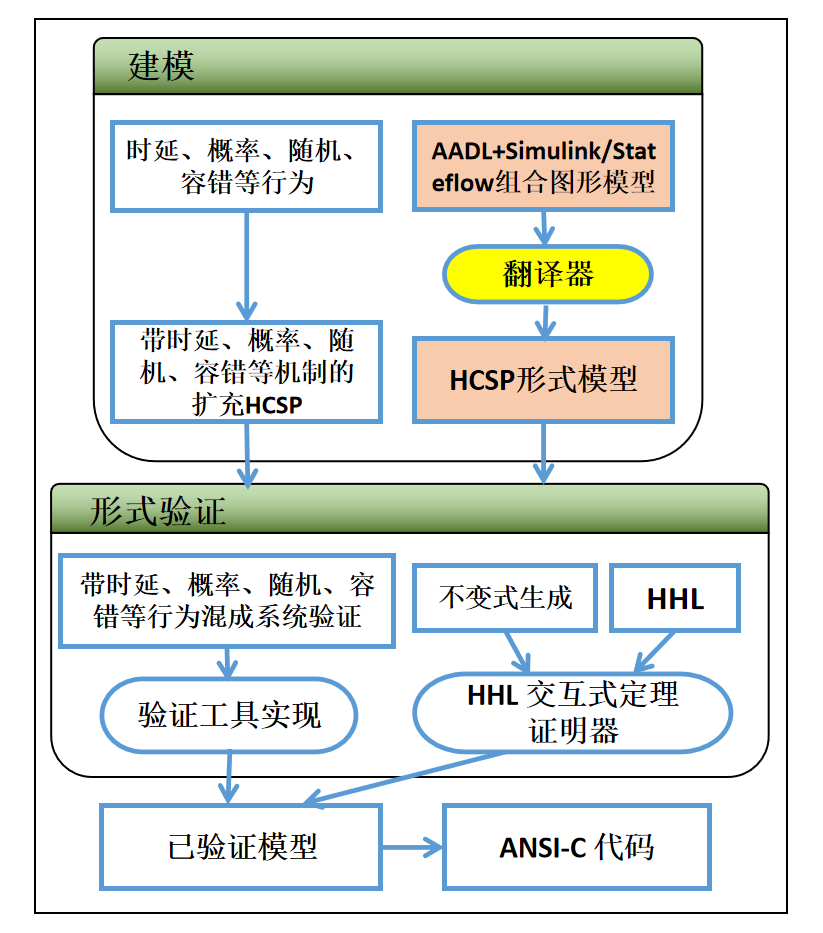 建模
时延、概率、随机、
容错等行为
AADL+Simulink/Stat
eflow组合图形模型
翻译器
带时延、概率、随
机、容错等机制的
扩充HCSP
HCSP形式模型
形式验证
带时延、概率、随机、容
错等行为混成系统验证
不变式生成
HHL
验证工具实现
HHL 交互式定理
证明器
已验证模型
ANSI-C 代码